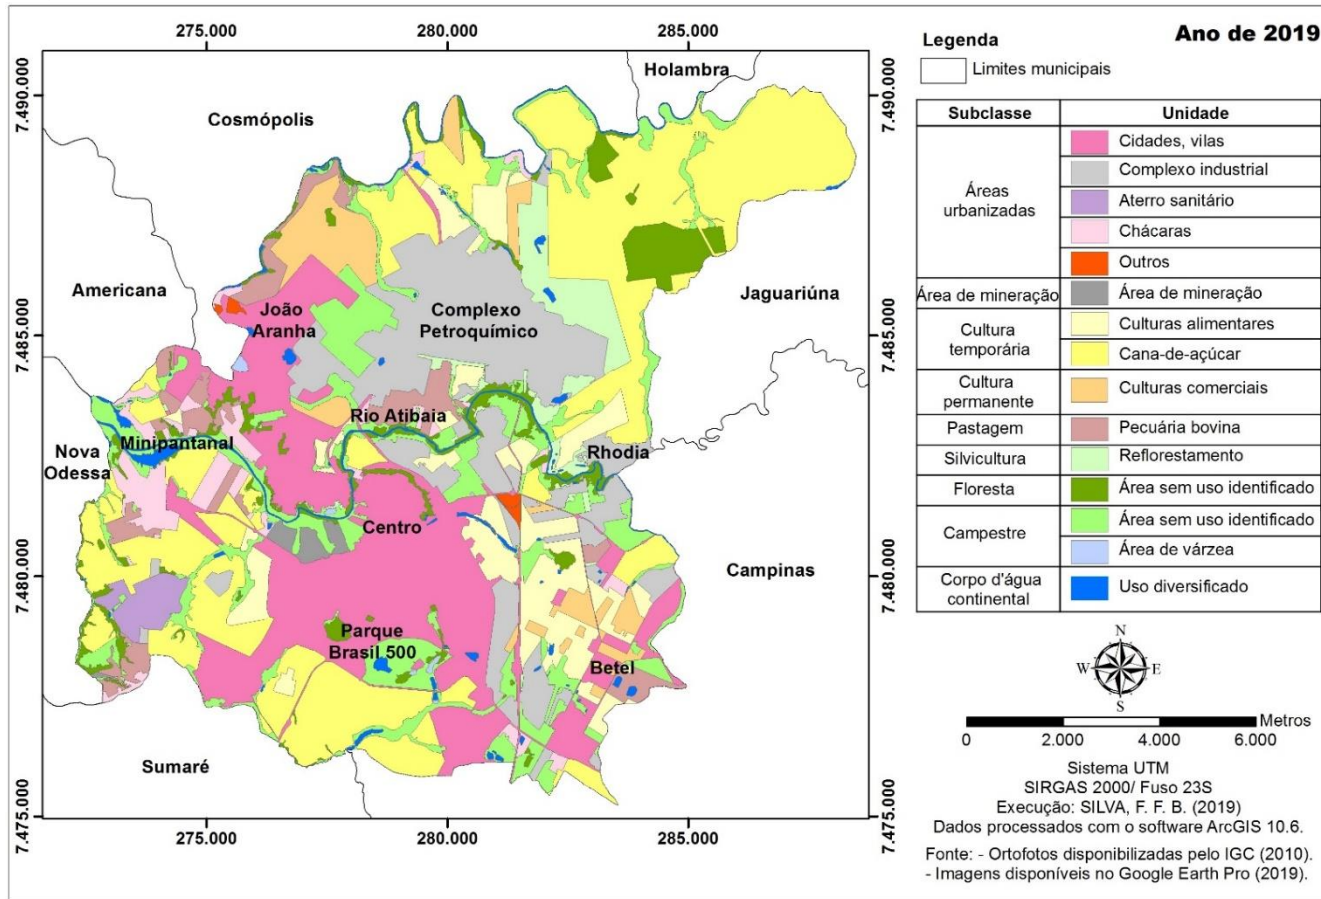 275.000
280.000
285.000
Ano de 2019
Legenda
Limites municipais
Holambra
Cosmópolis
7.490.000
7.490.000
Subclasse
Unidade
Áreas
urbanizadas
Cidades, vilas
Complexo industrial
Aterro sanitário
Chácaras
Outros
Área de mineração
Área de mineração
Cultura
temporária
Culturas alimentares
Cana-de-açúcar
Cultura
permanente
Culturas comerciais
Pastagem
Pecuária bovina
Silvicultura
Reflorestamento
Floresta
Área sem uso identificado
Campestre
Área sem uso identificado
Área de várzea
Corpo d'água
continental
Uso diversificado
Americana
João
Aranha
Complexo
Petroquímico
Jaguariúna
7.485.000
7.485.000
Rio Atibaia
Minipantanal
Nova
Odessa
Rhodia
Centro
Campinas
7.480.000
7.480.000
Parque
Brasil 500
Betel
Sumaré
7.475.000
7.475.000
275.000
280.000
285.000
N
W
E
S
Metros
0
2.000
4.000
6.000
Sistema UTM
SIRGAS 2000/ Fuso 23S
Execução: SILVA, F. F. B. (2019)
Dados processados com o software ArcGIS 10.6.
Fonte: - Ortofotos disponibilizadas pelo IGC (2010).
- Imagens disponíveis no Google Earth Pro (2019).